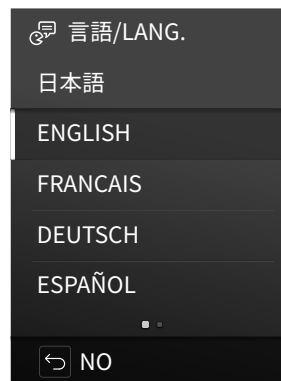 言語/LANG.
日本語
ENGLISH
FRANCAIS
DEUTSCH
ESPAÑOL
NO